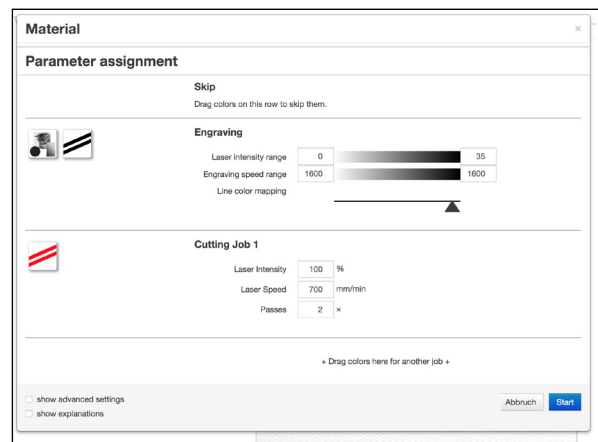 Material
×
Parameter assignment
Skip
Drag colors on this row to skip them.
Engraving
Laser intensity range 0 35
Engraving speed range 1600 1600
Line color mapping
Cutting Job 1
Laser Intensity 100 %
Laser Speed 700 mm/min
Passes 2 ×
+ Drag colors here for another job +
show advanced settings
show explanations
Abbruch Start